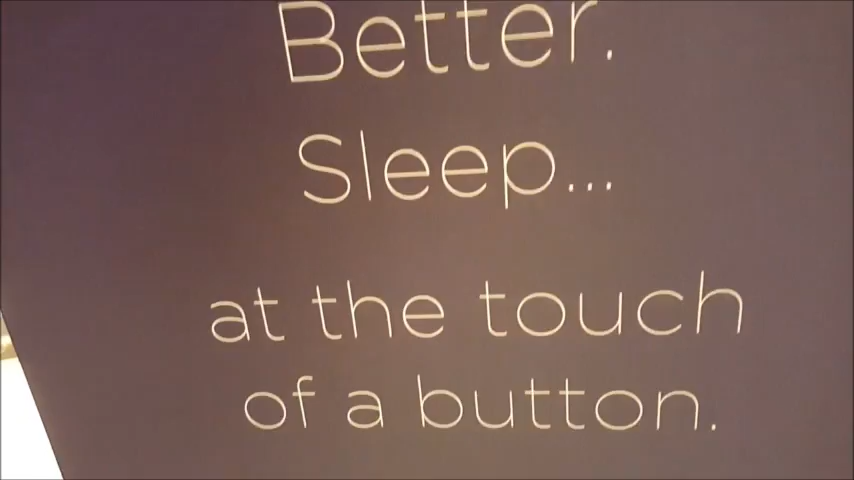 Better.
Sleep...
at the touch
of a button.